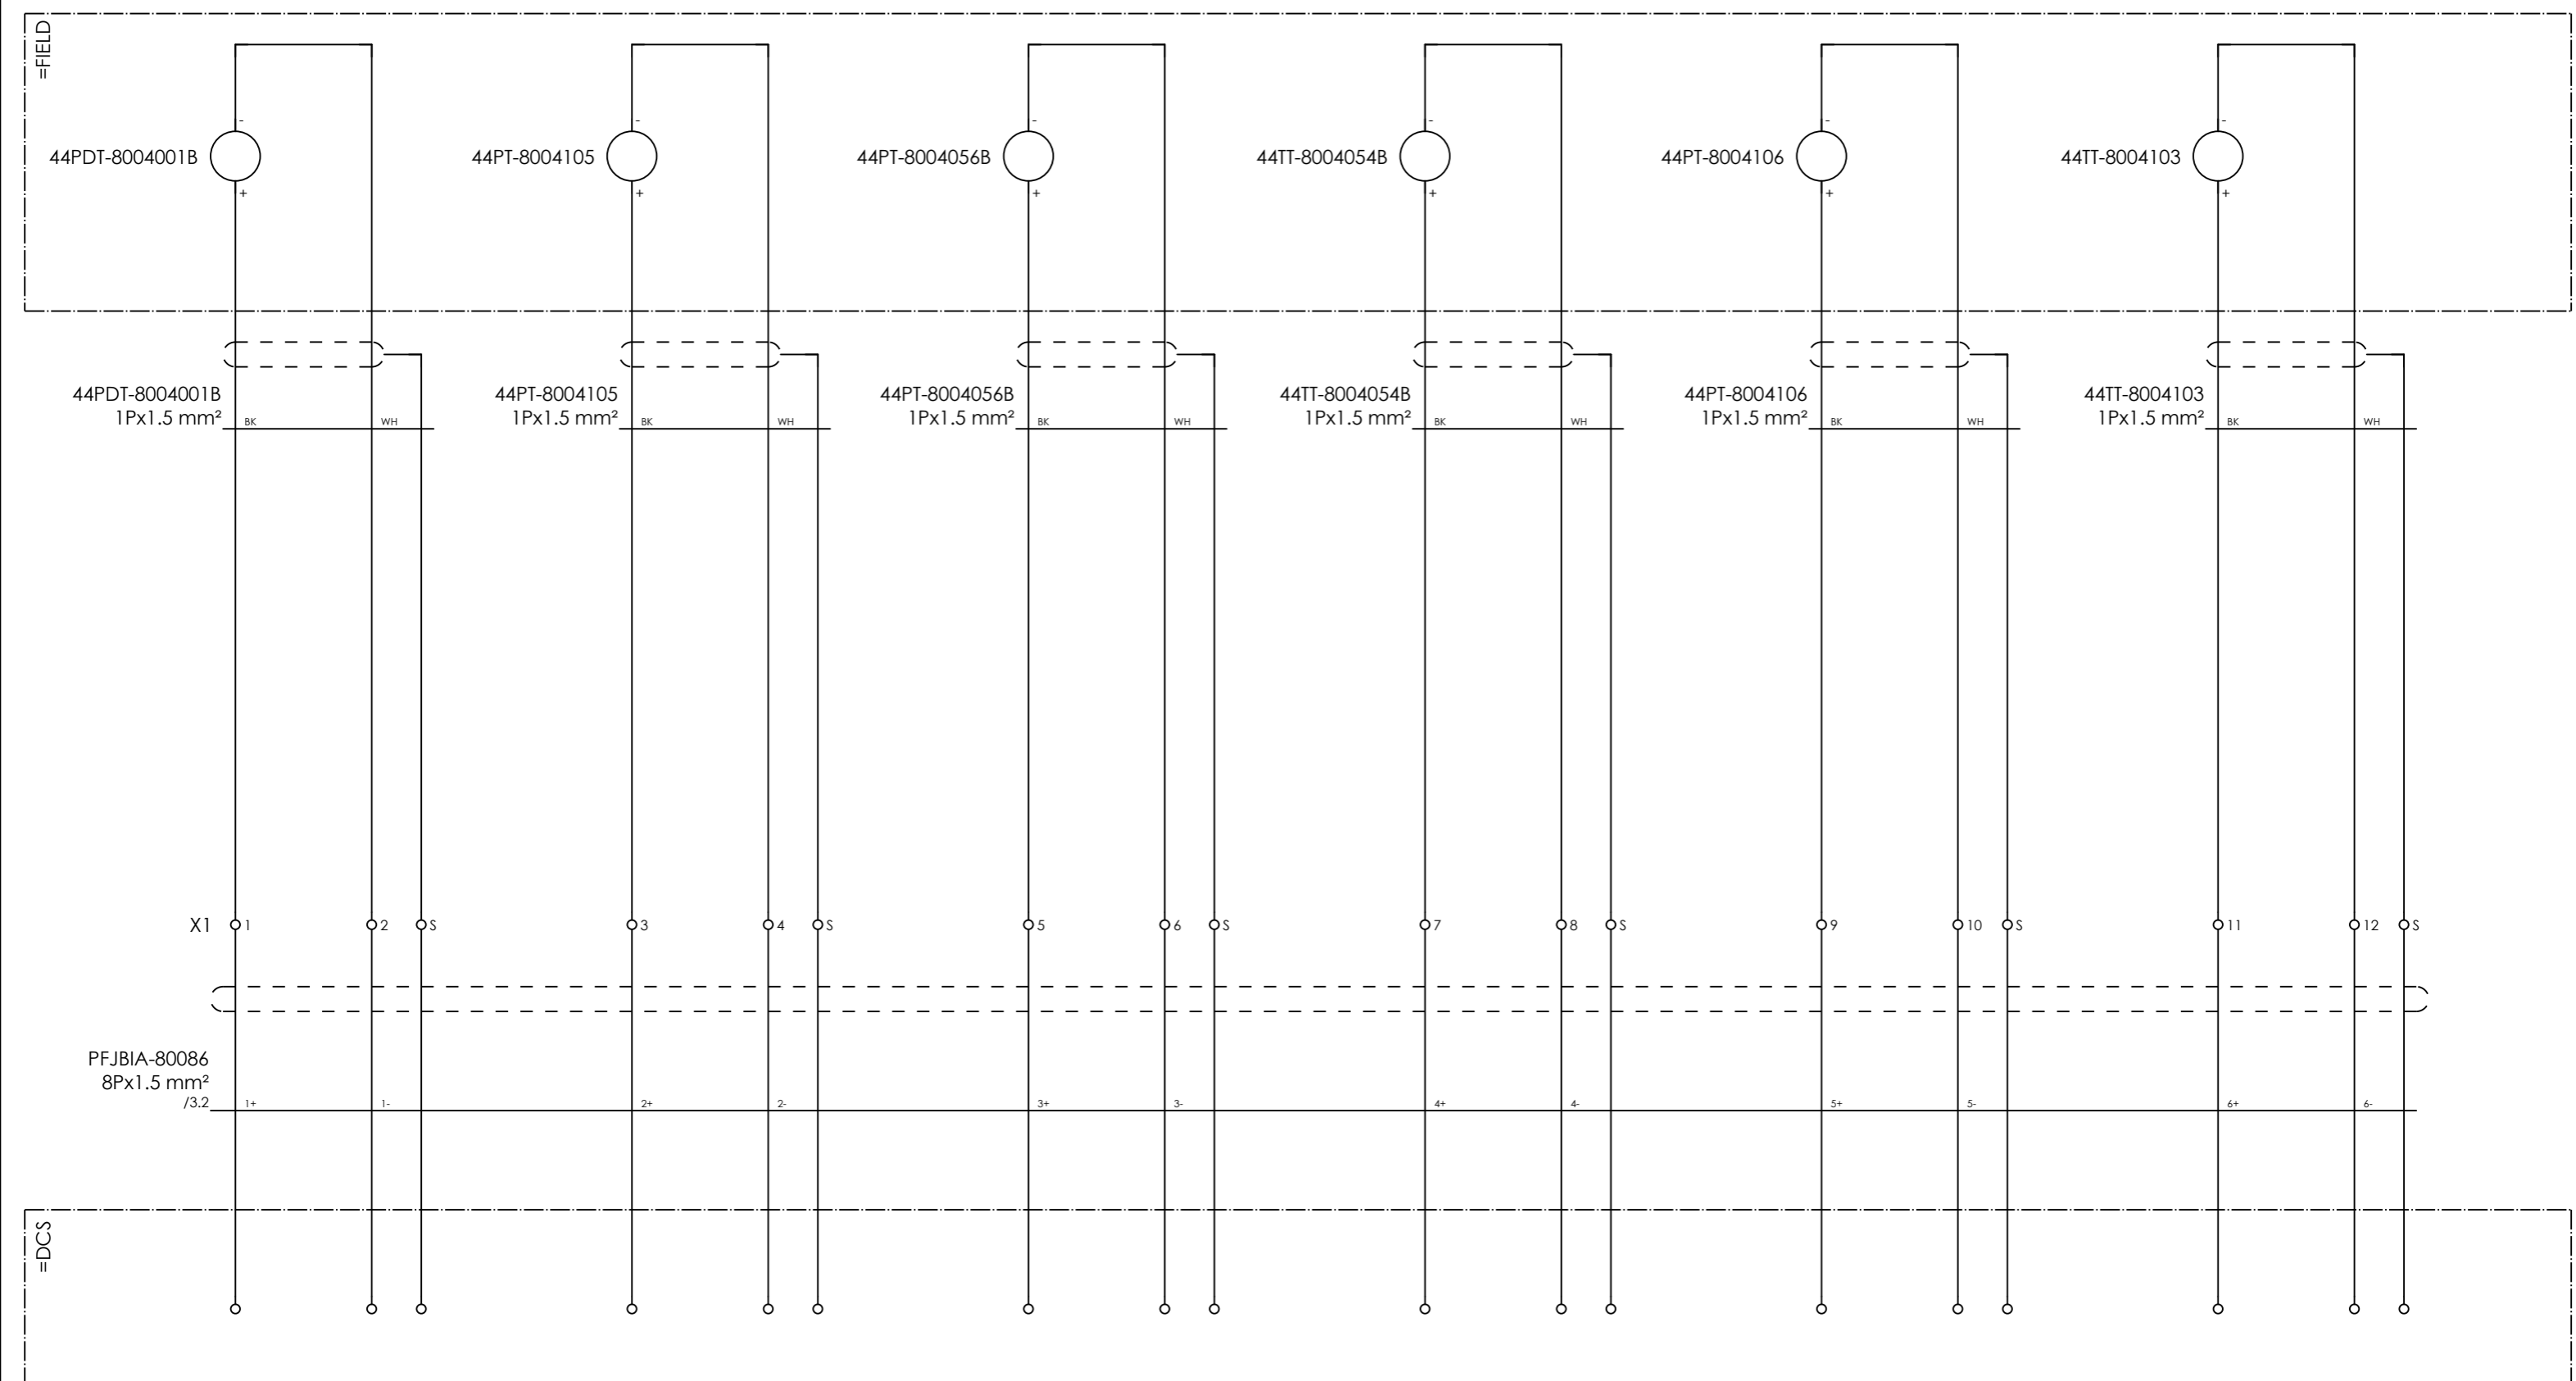 =FIELD
- - - - - -
44PDT-8004001B 44PT-8004105 44PT-8004056B 44TT-8004054B 44PT-8004106 44TT-8004103
+ + + + + +
44PDT-8004001B 44PT-8004105 44PT-8004056B 44TT-8004054B 44PT-8004106 44TT-8004103
1Px1.5 mm² BK WH 1Px1.5 mm² BK WH 1Px1.5 mm² BK WH 1Px1.5 mm² BK WH 1Px1.5 mm² BK WH 1Px1.5 mm² BK WH
X1 1 2 S 3 4 S 5 6 S 7 8 S 9 10 S 11 12 S
PFJBIA-80086
8Px1.5 mm²
/3.2 1+ 1- 2+ 2- 3+ 3- 4+ 4- 5+ 5- 6+ 6-
=DCS